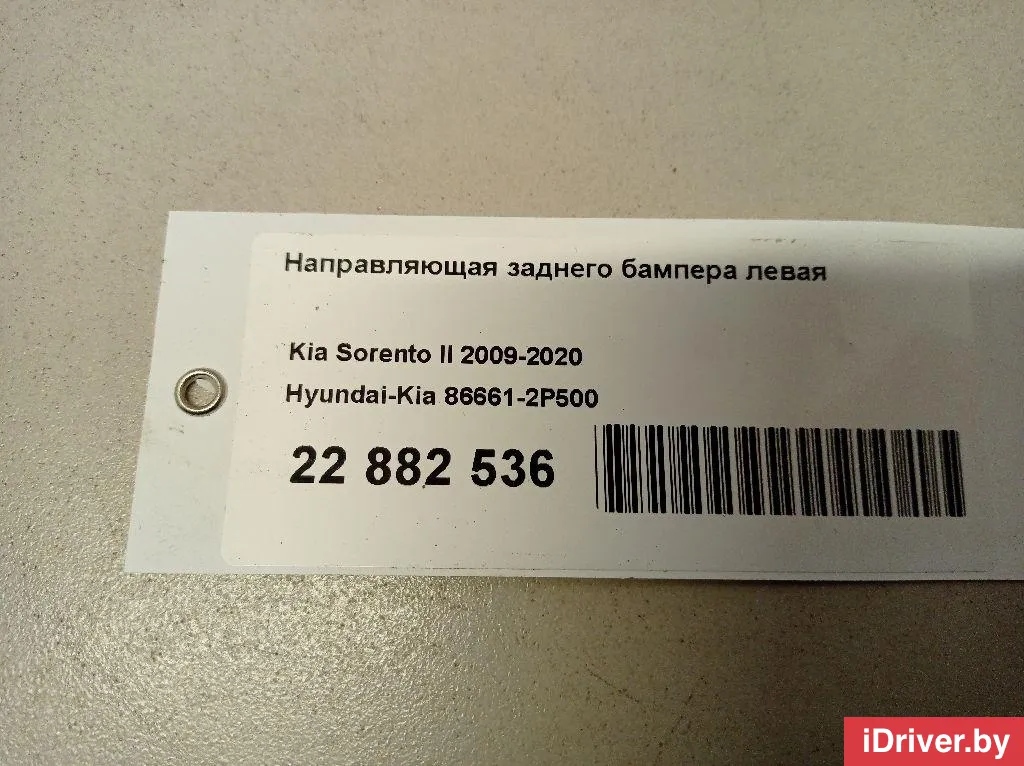 Направляющая заднего бампера левая
Kia Sorento II 2009-2020
Hyundai-Kia 86661-2P500
22 882 536
iDriver.by